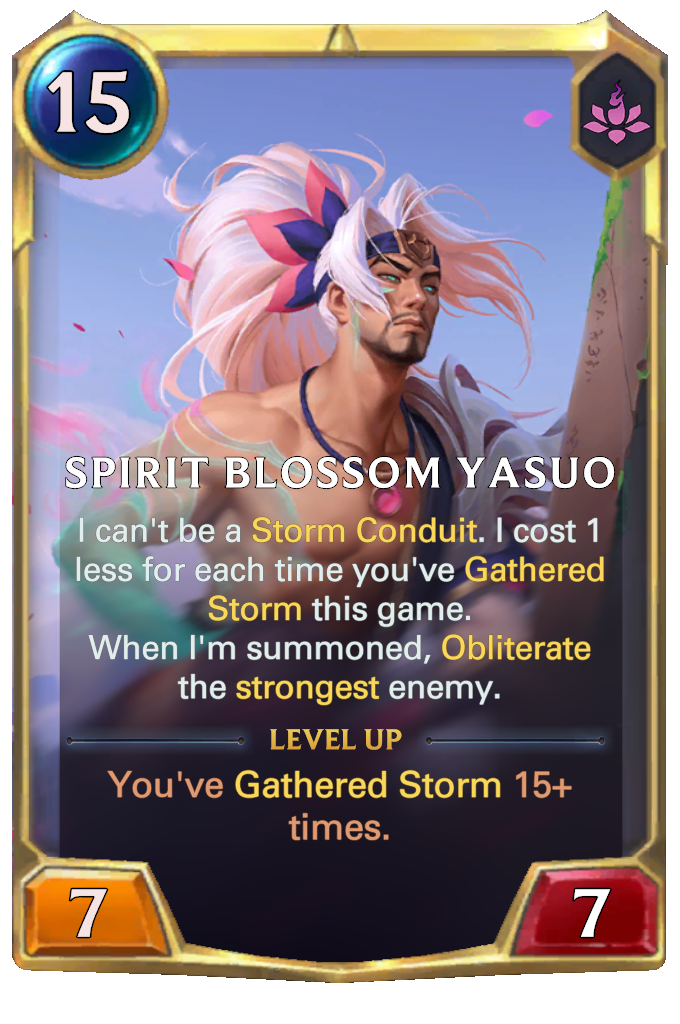 15
SPIRIT BLOSSOM YASUO
I can't be a Storm Conduit. I cost 1
less for each time you've Gathered
Storm this game.
When I'm summoned, Obliterate
the strongest enemy.
LEVEL UP
You've Gathered Storm 15+
times.
7
7